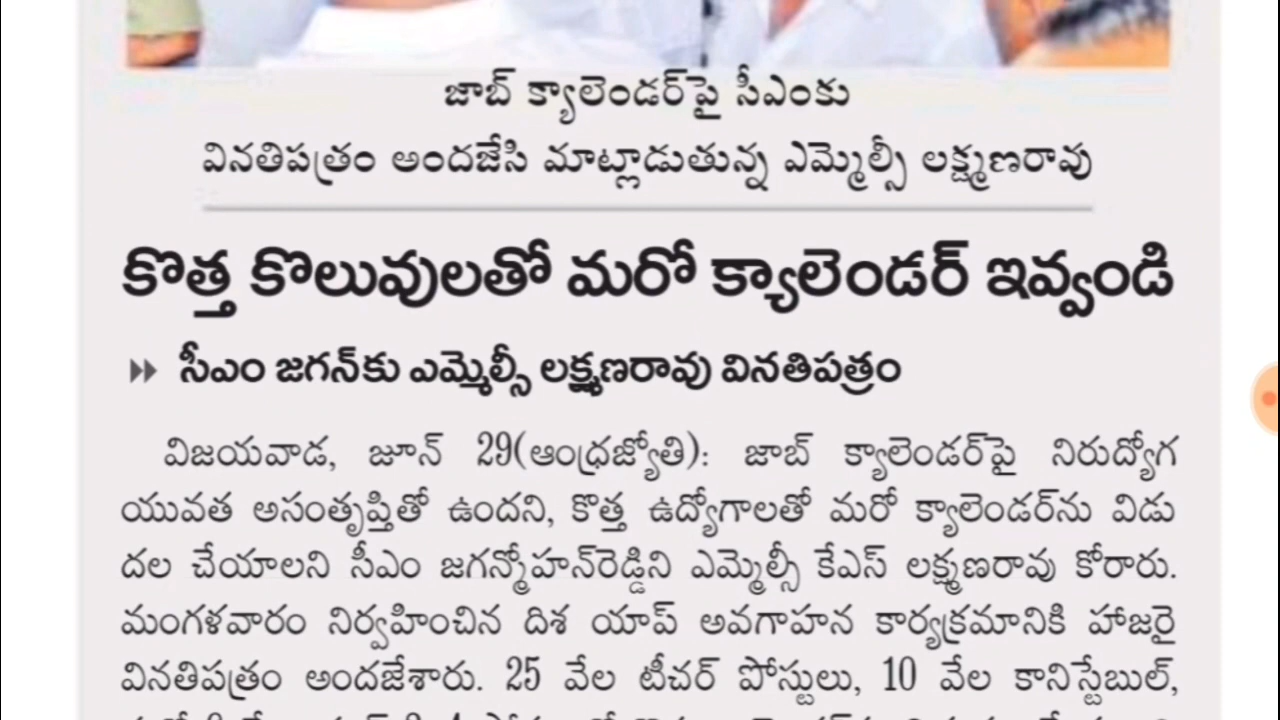 జాబ్ క్యాలెండర్‌పై సీఎంకు
వినతిపత్రం అందజేసి మాట్లాడుతున్న ఎమ్మెల్సీ లక్ష్మణరావు
కొత్త కొలువులతో మరో క్యాలెండర్ ఇవ్వండి
సీఎం జగన్‌కు ఎమ్మెల్సీ లక్ష్మణరావు వినతిపత్రం
విజయవాడ, జూన్ 29(ఆంధ్రజ్యోతి): జాబ్ క్యాలెండర్‌పై నిరుద్యోగ
యువత అసంతృప్తితో ఉందని, కొత్త ఉద్యోగాలతో మరో క్యాలెండర్‌ను విడు
దల చేయాలని సీఎం జగన్మోహన్‌రెడ్డిని ఎమ్మెల్సీ కేఎస్ లక్ష్మణరావు కోరారు.
మంగళవారం నిర్వహించిన దిశ యాప్ అవగాహన కార్యక్రమానికి హాజరై
వినతిపత్రం అందజేశారు. 25 వేల టీచర్ పోస్టులు, 10 వేల కానిస్టేబుల్,